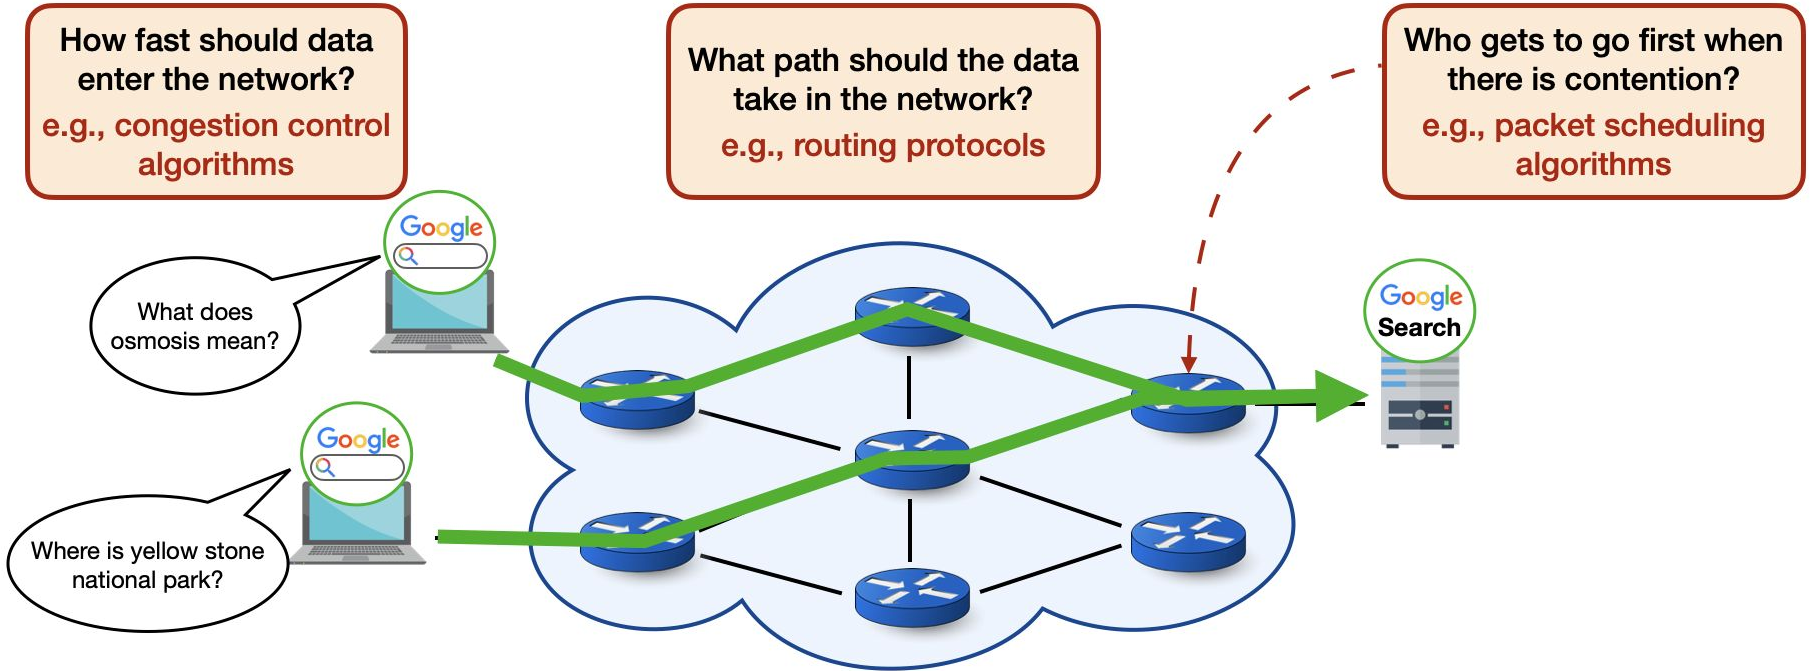 How fast should data
enter the network?
e.g., congestion control
algorithms
What path should the data
take in the network?
e.g., routing protocols
Who gets to go first when
there is contention?
e.g., packet scheduling
algorithms
Google
What does
osmosis mean?
Google
Search
Google
Where is yellow stone
national park?